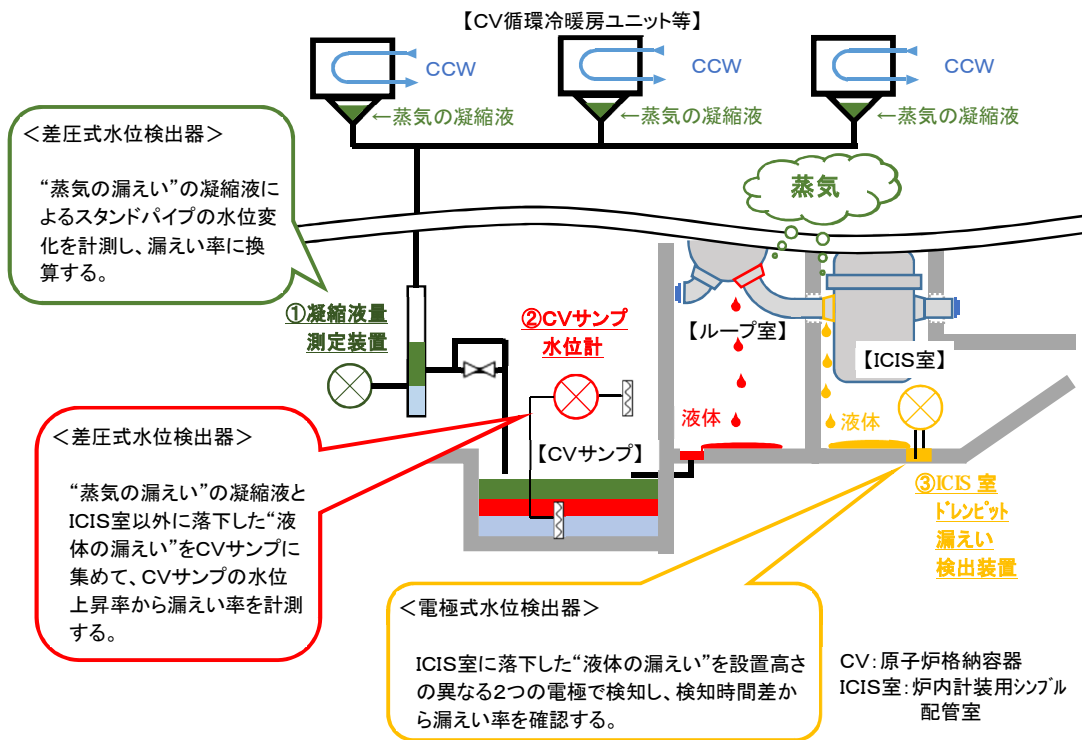 【CV循環冷暖房ユニット等】
CCW
CCW
CCW
←蒸気の凝縮液
←蒸気の凝縮液
←蒸気の凝縮液
＜差圧式水位検出器＞
“蒸気の漏えい”の凝縮液に
よるスタンドパイプの水位変
化を計測し、漏えい率に換
算する。
蒸気
①凝縮液量
測定装置
②CVサンプ
水位計
【ループ室】
【ICIS室】
液体
液体
【CVサンプ】
＜差圧式水位検出器＞
“蒸気の漏えい”の凝縮液と
ICIS室以外に落下した“液
体の漏えい”をCVサンプに
集めて、CVサンプの水位
上昇率から漏えい率を計測
する。
③ICIS 室
ドレンピット
漏えい
検出装置
＜電極式水位検出器＞
ICIS室に落下した“液体の漏えい”を設置高さ
の異なる2つの電極で検知し、検知時間差か
ら漏えい率を確認する。
CV：原子炉格納容器
ICIS室：炉内計装用シンブル
配管室